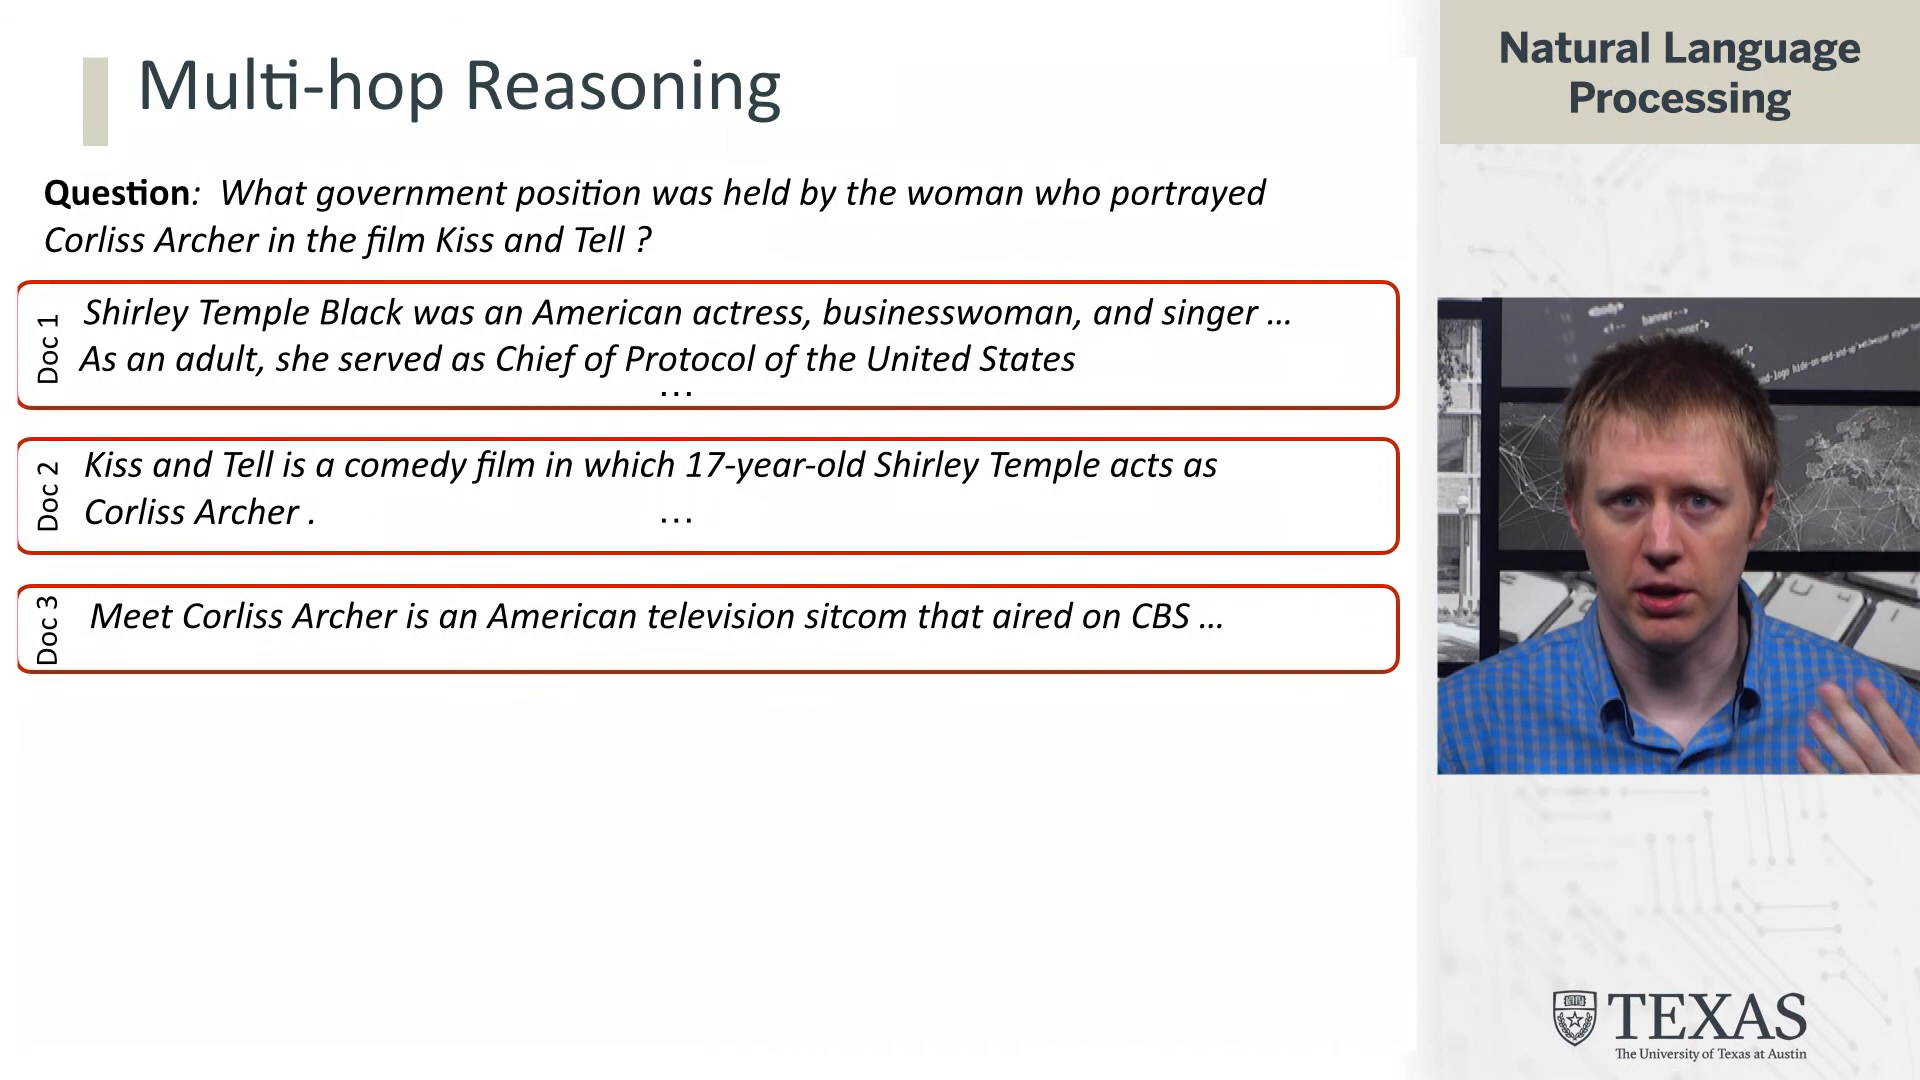 Multi-hop Reasoning
Question: What government position was held by the woman who portrayed
Corliss Archer in the film Kiss and Tell ?
Doc 1
Shirley Temple Black was an American actress, businesswoman, and singer ...
As an adult, she served as Chief of Protocol of the United States
...
Doc 2
Kiss and Tell is a comedy film in which 17-year-old Shirley Temple acts as
Corliss Archer .
...
Doc 3
Meet Corliss Archer is an American television sitcom that aired on CBS ...
Natural Language
Processing
TEXAS
The University of Texas at Austin